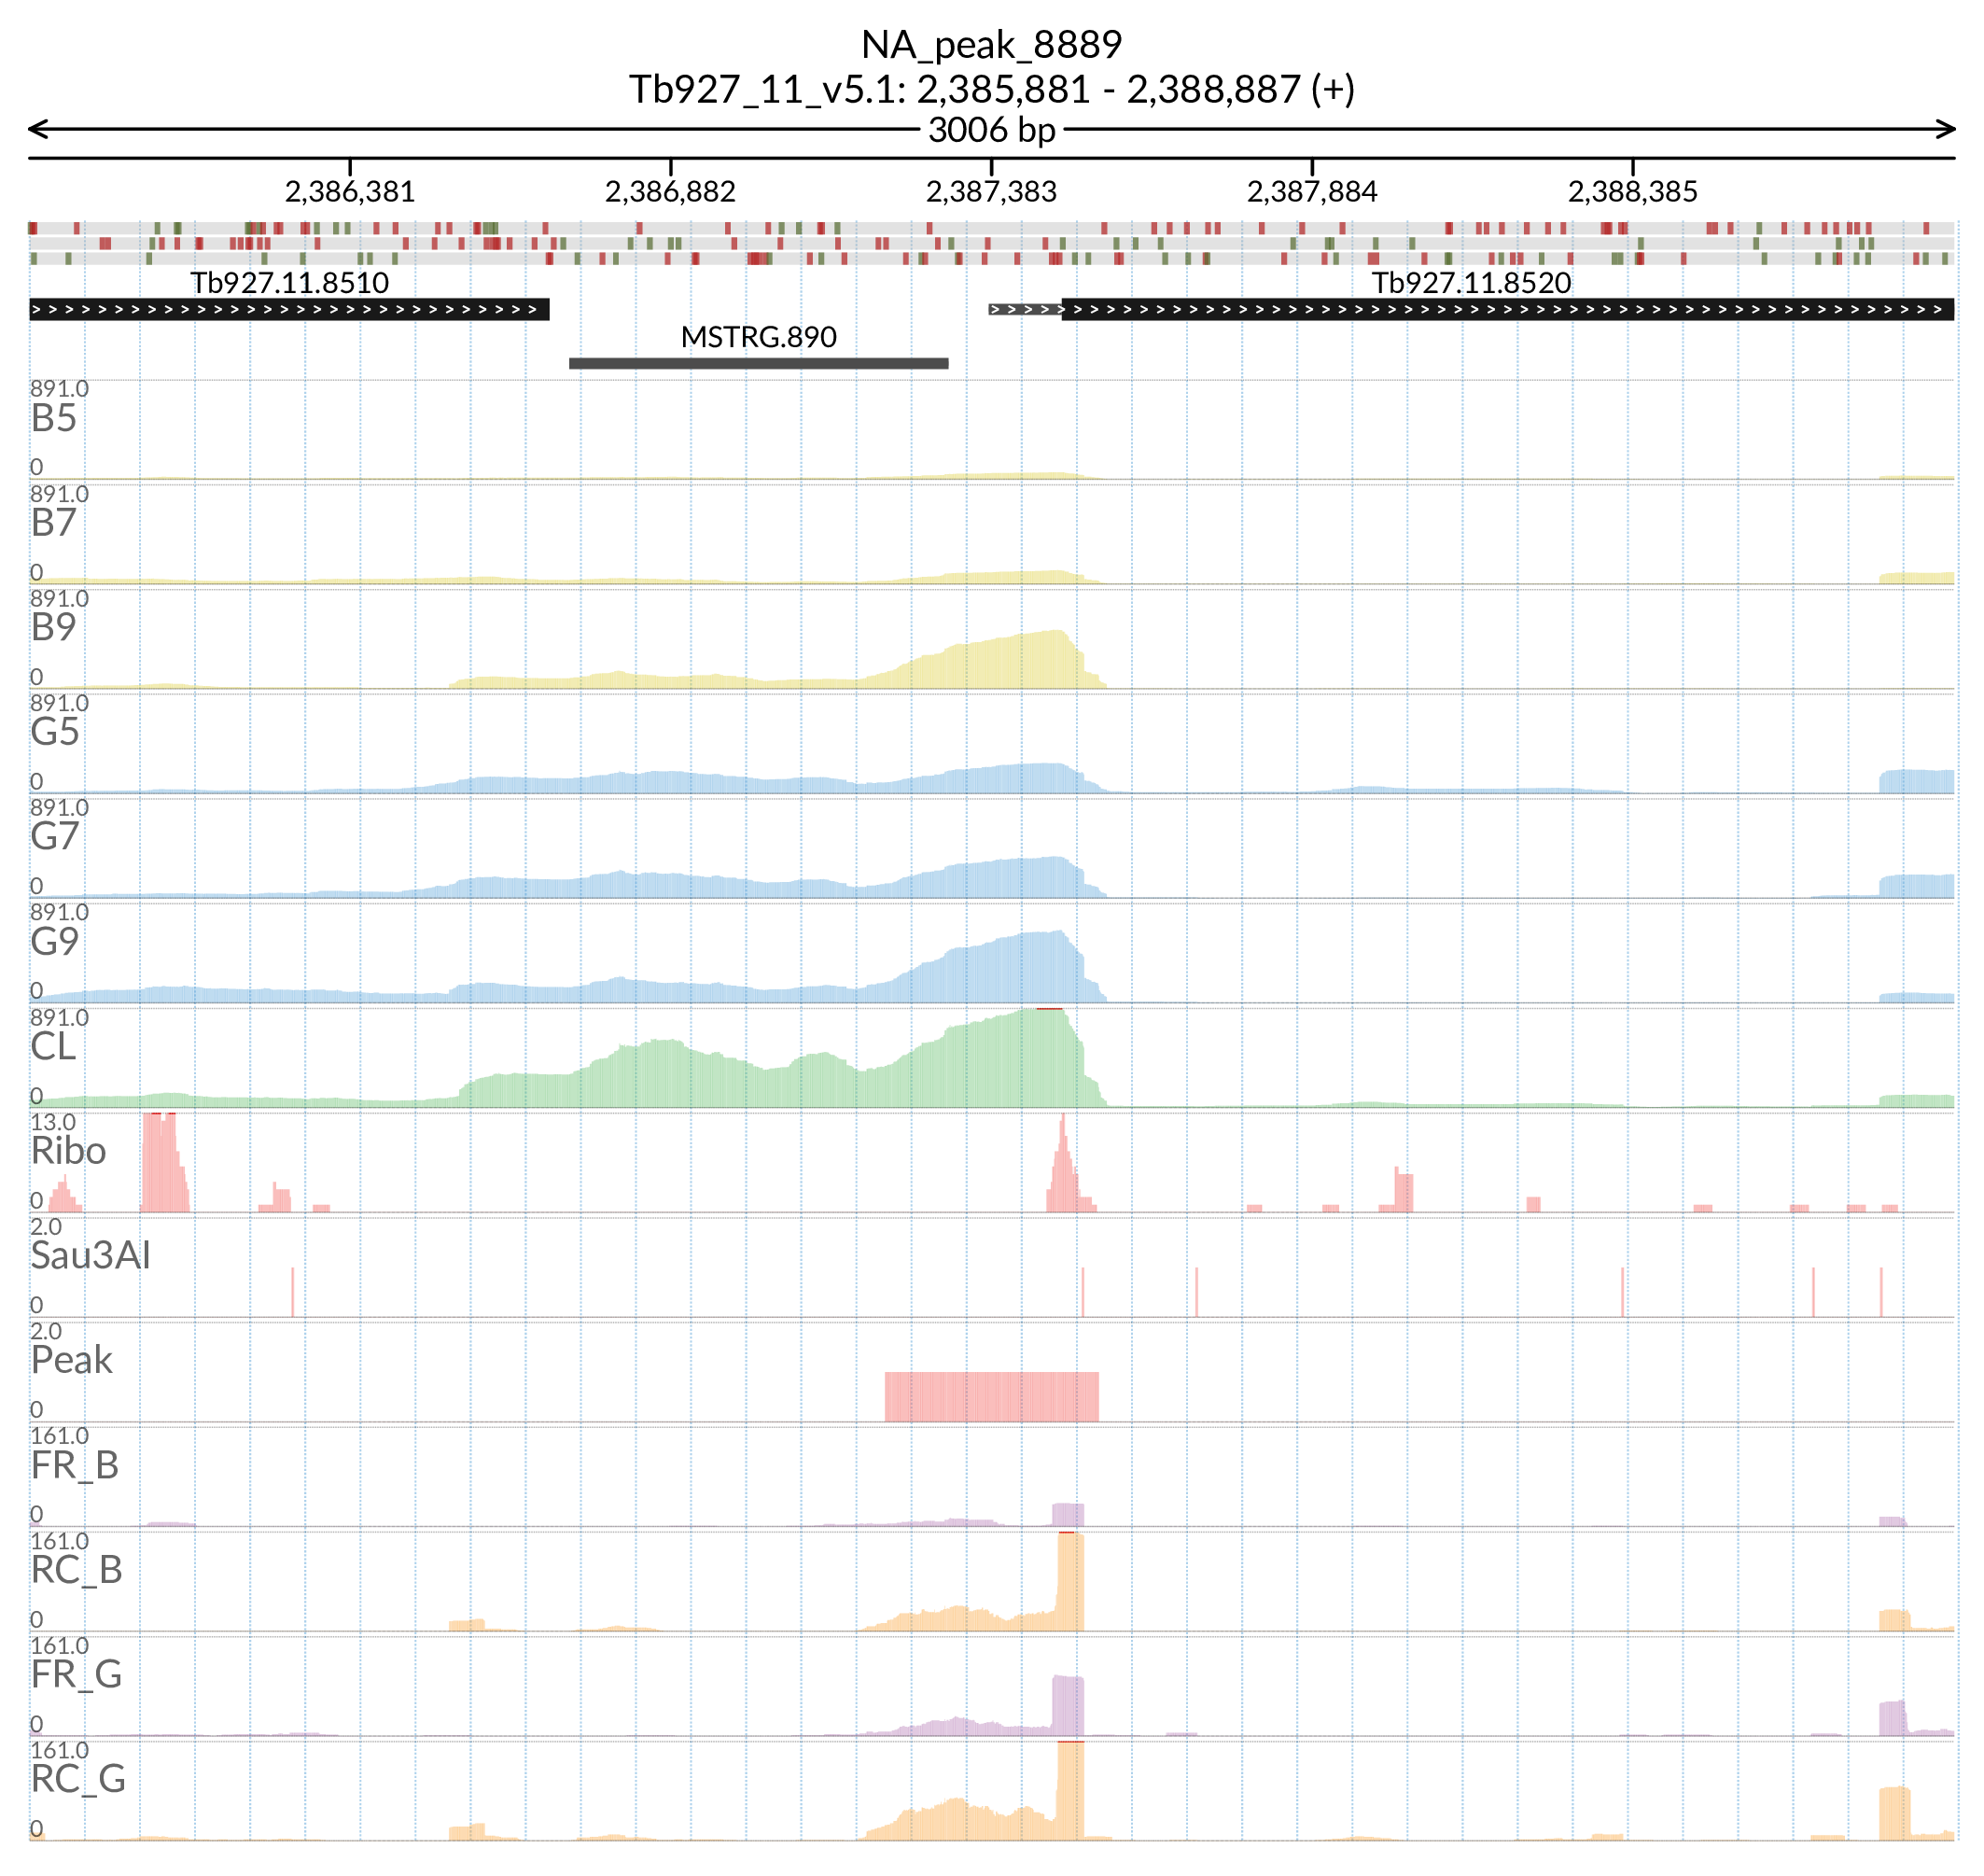 NA_peak_8889
Tb927_11_v5.1: 2,385,881 - 2,388,887 (+)
3006 bp
2,386,381 2,386,882 2,387,383 2,387,884 2,388,385
Tb927.11.8510 Tb927.11.8520
MSTRG.890
891.0
B5
0
891.0
B7
0
891.0
B9
0
891.0
G5
0
891.0
G7
0
891.0
G9
0
891.0
CL
0
13.0
Ribo
0
2.0
Sau3AI
0
2.0
Peak
0
161.0
FR_B
0
161.0
RC_B
0
161.0
FR_G
0
161.0
RC_G
0